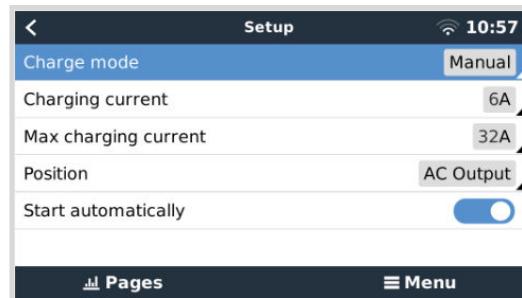 Setup 10:57
Charge mode Manual
Charging current 6A
Max charging current 32A
Position AC Output
Start automatically
Pages Menu